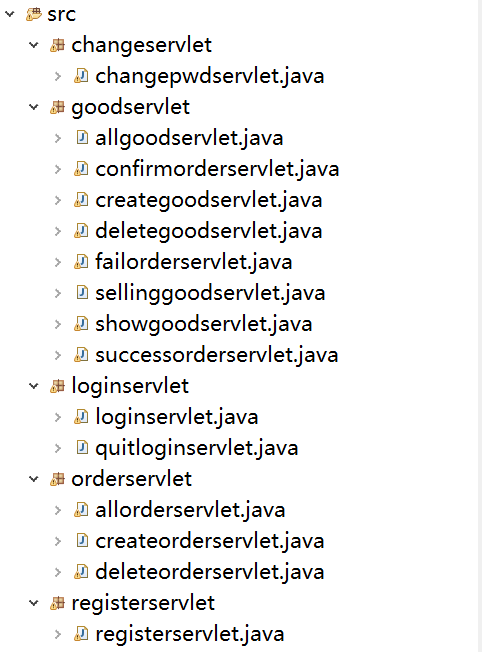 src
changeservlet
changepwdservlet.java
goodservlet
allgoodservlet.java
confirmorderservlet.java
creategoodservlet.java
deletegoodservlet.java
failorderservlet.java
sellinggoodservlet.java
showgoodservlet.java
successorderservlet.java
loginservlet
loginservlet.java
quitloginservlet.java
orderservlet
allorderservlet.java
createorderservlet.java
deleteorderservlet.java
registerservlet
registerservlet.java